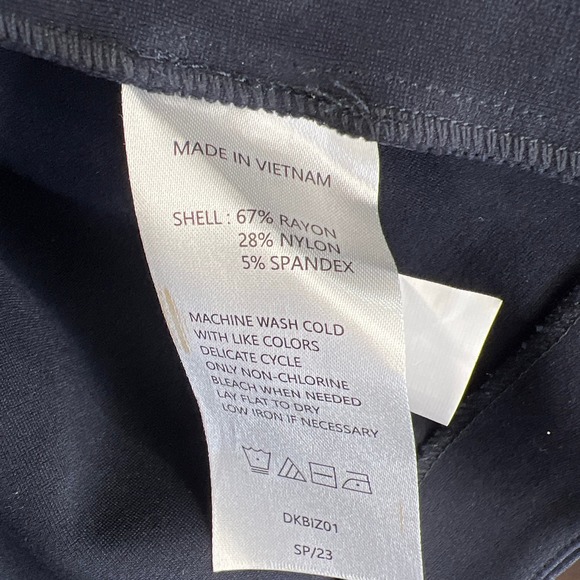 MADE IN VIETNAM
SHELL : 67% RAYON
28% NYLON
5% SPANDEX
MACHINE WASH COLD
WITH LIKE COLORS
DELICATE CYCLE
ONLY NON-CHLORINE
BLEACH WHEN NEEDED
LAY FLAT TO DRY
LOW IRON IF NECESSARY
DKBIZ01
SP/23